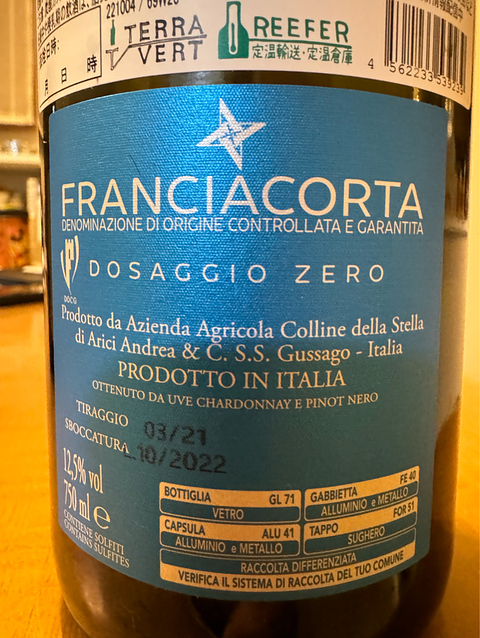 221004 / 69W20
TERRA
VERT
REEFER
定温輸送・定温倉庫
月 日 時
4 562233 539239
FRANCIACORTA
DENOMINAZIONE DI ORIGINE CONTROLLATA E GARANTITA
DOCG
DOSAGGIO ZERO
Prodotto da Azienda Agricola Colline della Stella
di Arici Andrea & C. S.S. Gussago - Italia
PRODOTTO IN ITALIA
OTTENUTO DA UVE CHARDONNAY E PINOT NERO
TIRAGGIO 03/21
SBOCCATURA 10/2022
12,5% vol
750 ml e
CONTIENE SOLFITI
CONTAINS SULFITES
BOTTIGLIA GL 71
VETRO
GABBIETTA FE 40
ALLUMINIO e METALLO
CAPSULA ALU 41
ALLUMINIO e METALLO
TAPPO FOR 51
SUGHERO
RACCOLTA DIFFERENZIATA
VERIFICA IL SISTEMA DI RACCOLTA DEL TUO COMUNE